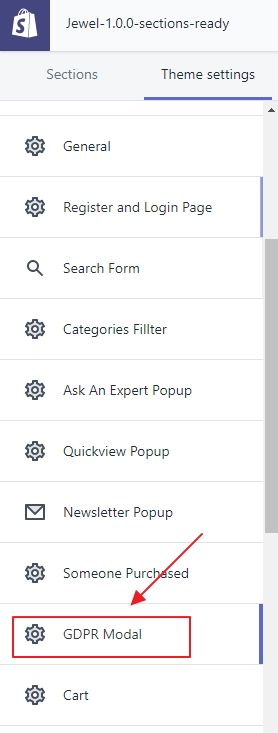 Jewel-1.0.0-sections-ready
Sections Theme settings
General
Register and Login Page
Search Form
Categories Fillter
Ask An Expert Popup
Quickview Popup
Newsletter Popup
Someone Purchased
GDPR Modal
Cart